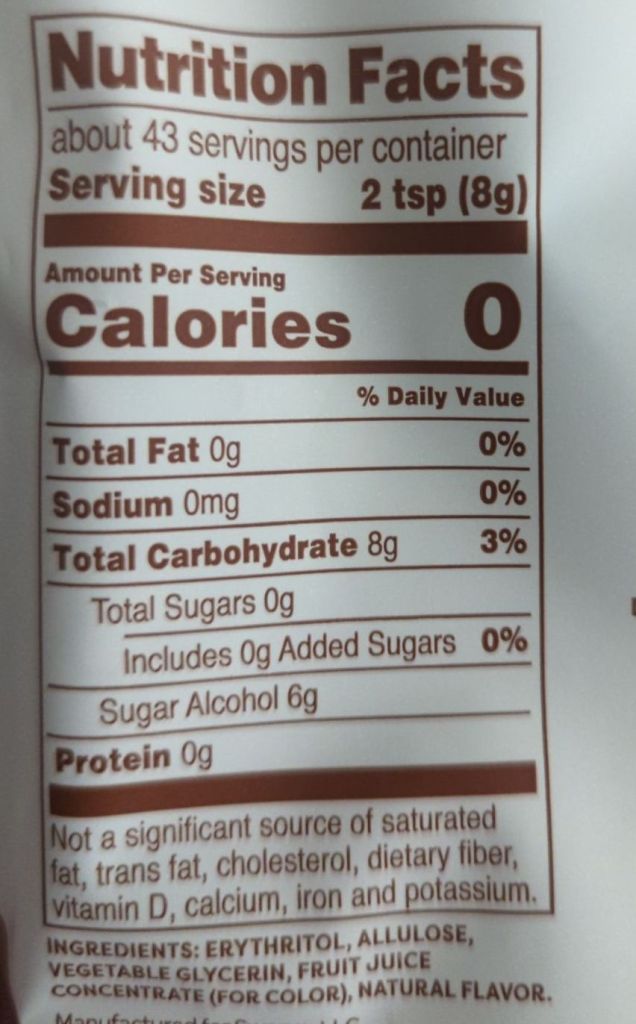 Nutrition Facts
about 43 servings per container
Serving size 2 tsp (8g)
Amount Per Serving
Calories 0
% Daily Value
Total Fat 0g 0%
Sodium 0mg 0%
Total Carbohydrate 8g 3%
Total Sugars 0g
Includes 0g Added Sugars 0%
Sugar Alcohol 6g
Protein 0g
Not a significant source of saturated
fat, trans fat, cholesterol, dietary fiber,
vitamin D, calcium, iron and potassium.
INGREDIENTS: ERYTHRITOL, ALLULOSE,
VEGETABLE GLYCERIN, FRUIT JUICE
CONCENTRATE (FOR COLOR), NATURAL FLAVOR.
Manufactured for